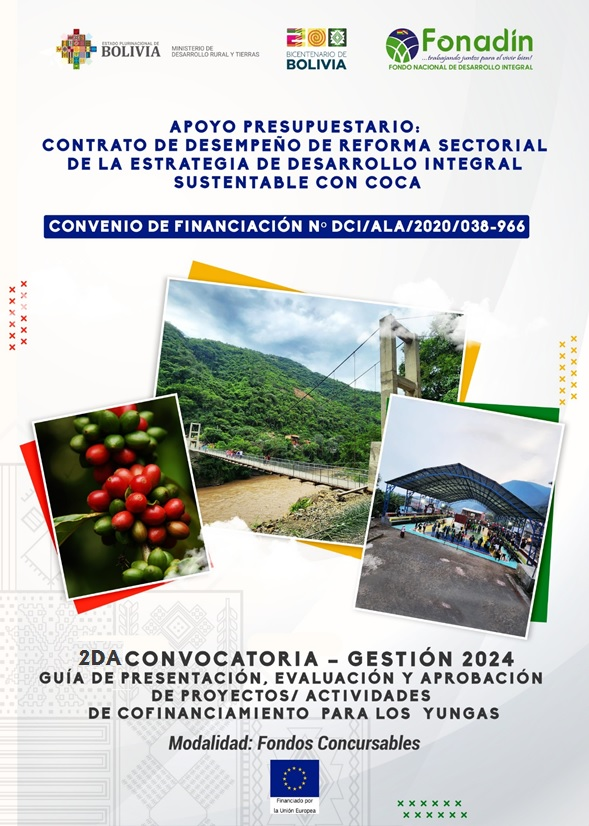 ESTADO PLURINACIONAL DE
BOLIVIA
MINISTERIO DE
DESARROLLO RURAL Y TIERRAS
BICENTENARIO DE
BOLIVIA
Fonadín
...trabajando juntos para el vivir bien!
FONDO NACIONAL DE DESARROLLO INTEGRAL
APOYO PRESUPUESTARIO:
CONTRATO DE DESEMPEÑO DE REFORMA SECTORIAL
DE LA ESTRATEGIA DE DESARROLLO INTEGRAL
SUSTENTABLE CON COCA
CONVENIO DE FINANCIACIÓN Nº DCI/ALA/2020/038-966
2DA CONVOCATORIA – GESTIÓN 2024
GUÍA DE PRESENTACIÓN, EVALUACIÓN Y APROBACIÓN
DE PROYECTOS/ ACTIVIDADES
DE COFINANCIAMIENTO PARA LOS YUNGAS
Modalidad: Fondos Concursables
Financiado por
la Unión Europea